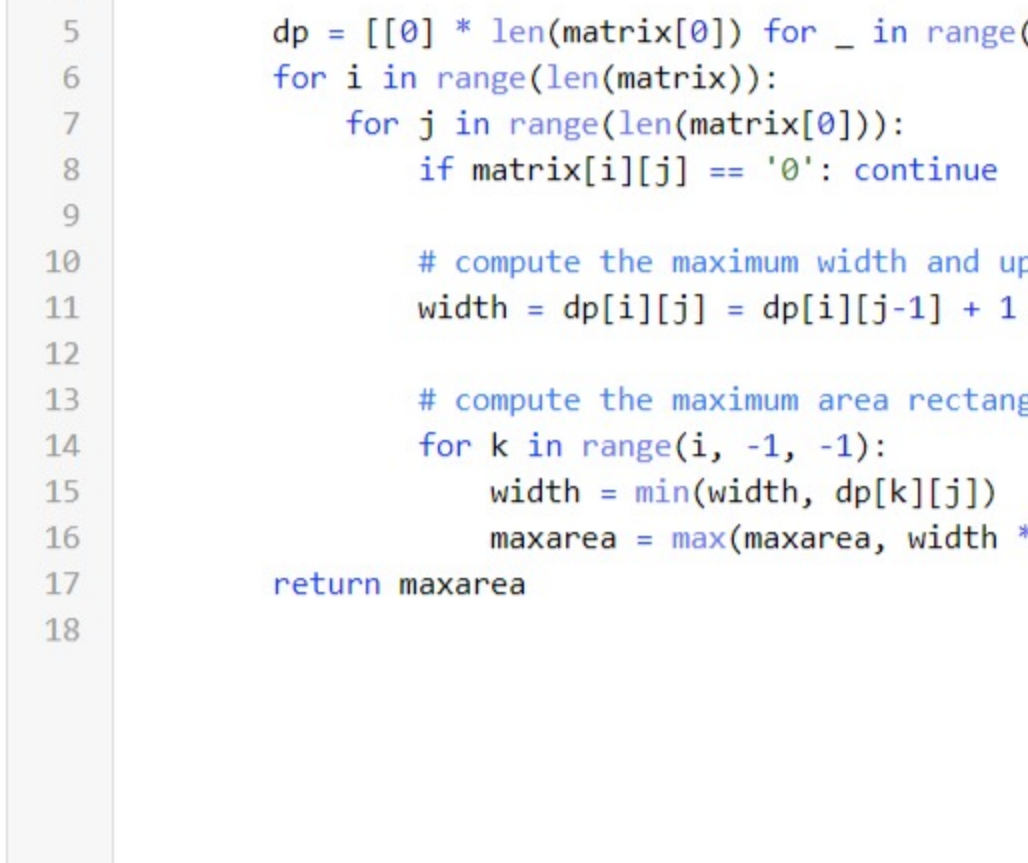 5 dp = [[0] * len(matrix[0]) for _ in range(
6 for i in range(len(matrix)):
7 for j in range(len(matrix[0])):
8 if matrix[i][j] == '0': continue
9
10 # compute the maximum width and up
11 width = dp[i][j] = dp[i][j-1] + 1
12
13 # compute the maximum area rectang
14 for k in range(i, -1, -1):
15 width = min(width, dp[k][j])
16 maxarea = max(maxarea, width *
17 return maxarea
18